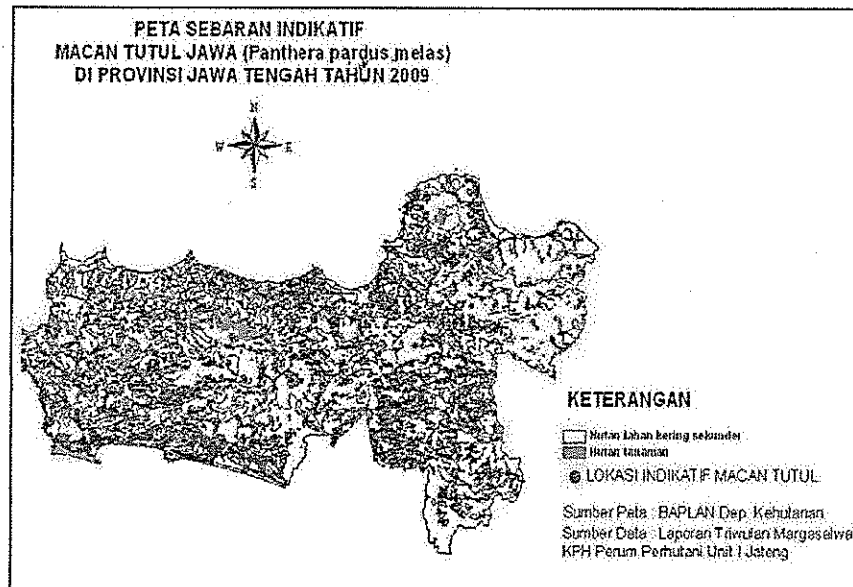 PETA SEBARAN INDIKATIF
MACAN TUTUL JAWA (Panthera pardus melas)
DI PROVINSI JAWA TENGAH TAHUN 2009
N
W E
S
KETERANGAN
Hutan lahan kering sekunder
Hutan tanaman
LOKASI INDIKATIF MACAN TUTUL
Sumber Peta : BAPLAN Dep. Kehutanan
Sumber Data : Laporan Triwulan Margasatwa
KPH Perum Perhutani Unit I Jateng